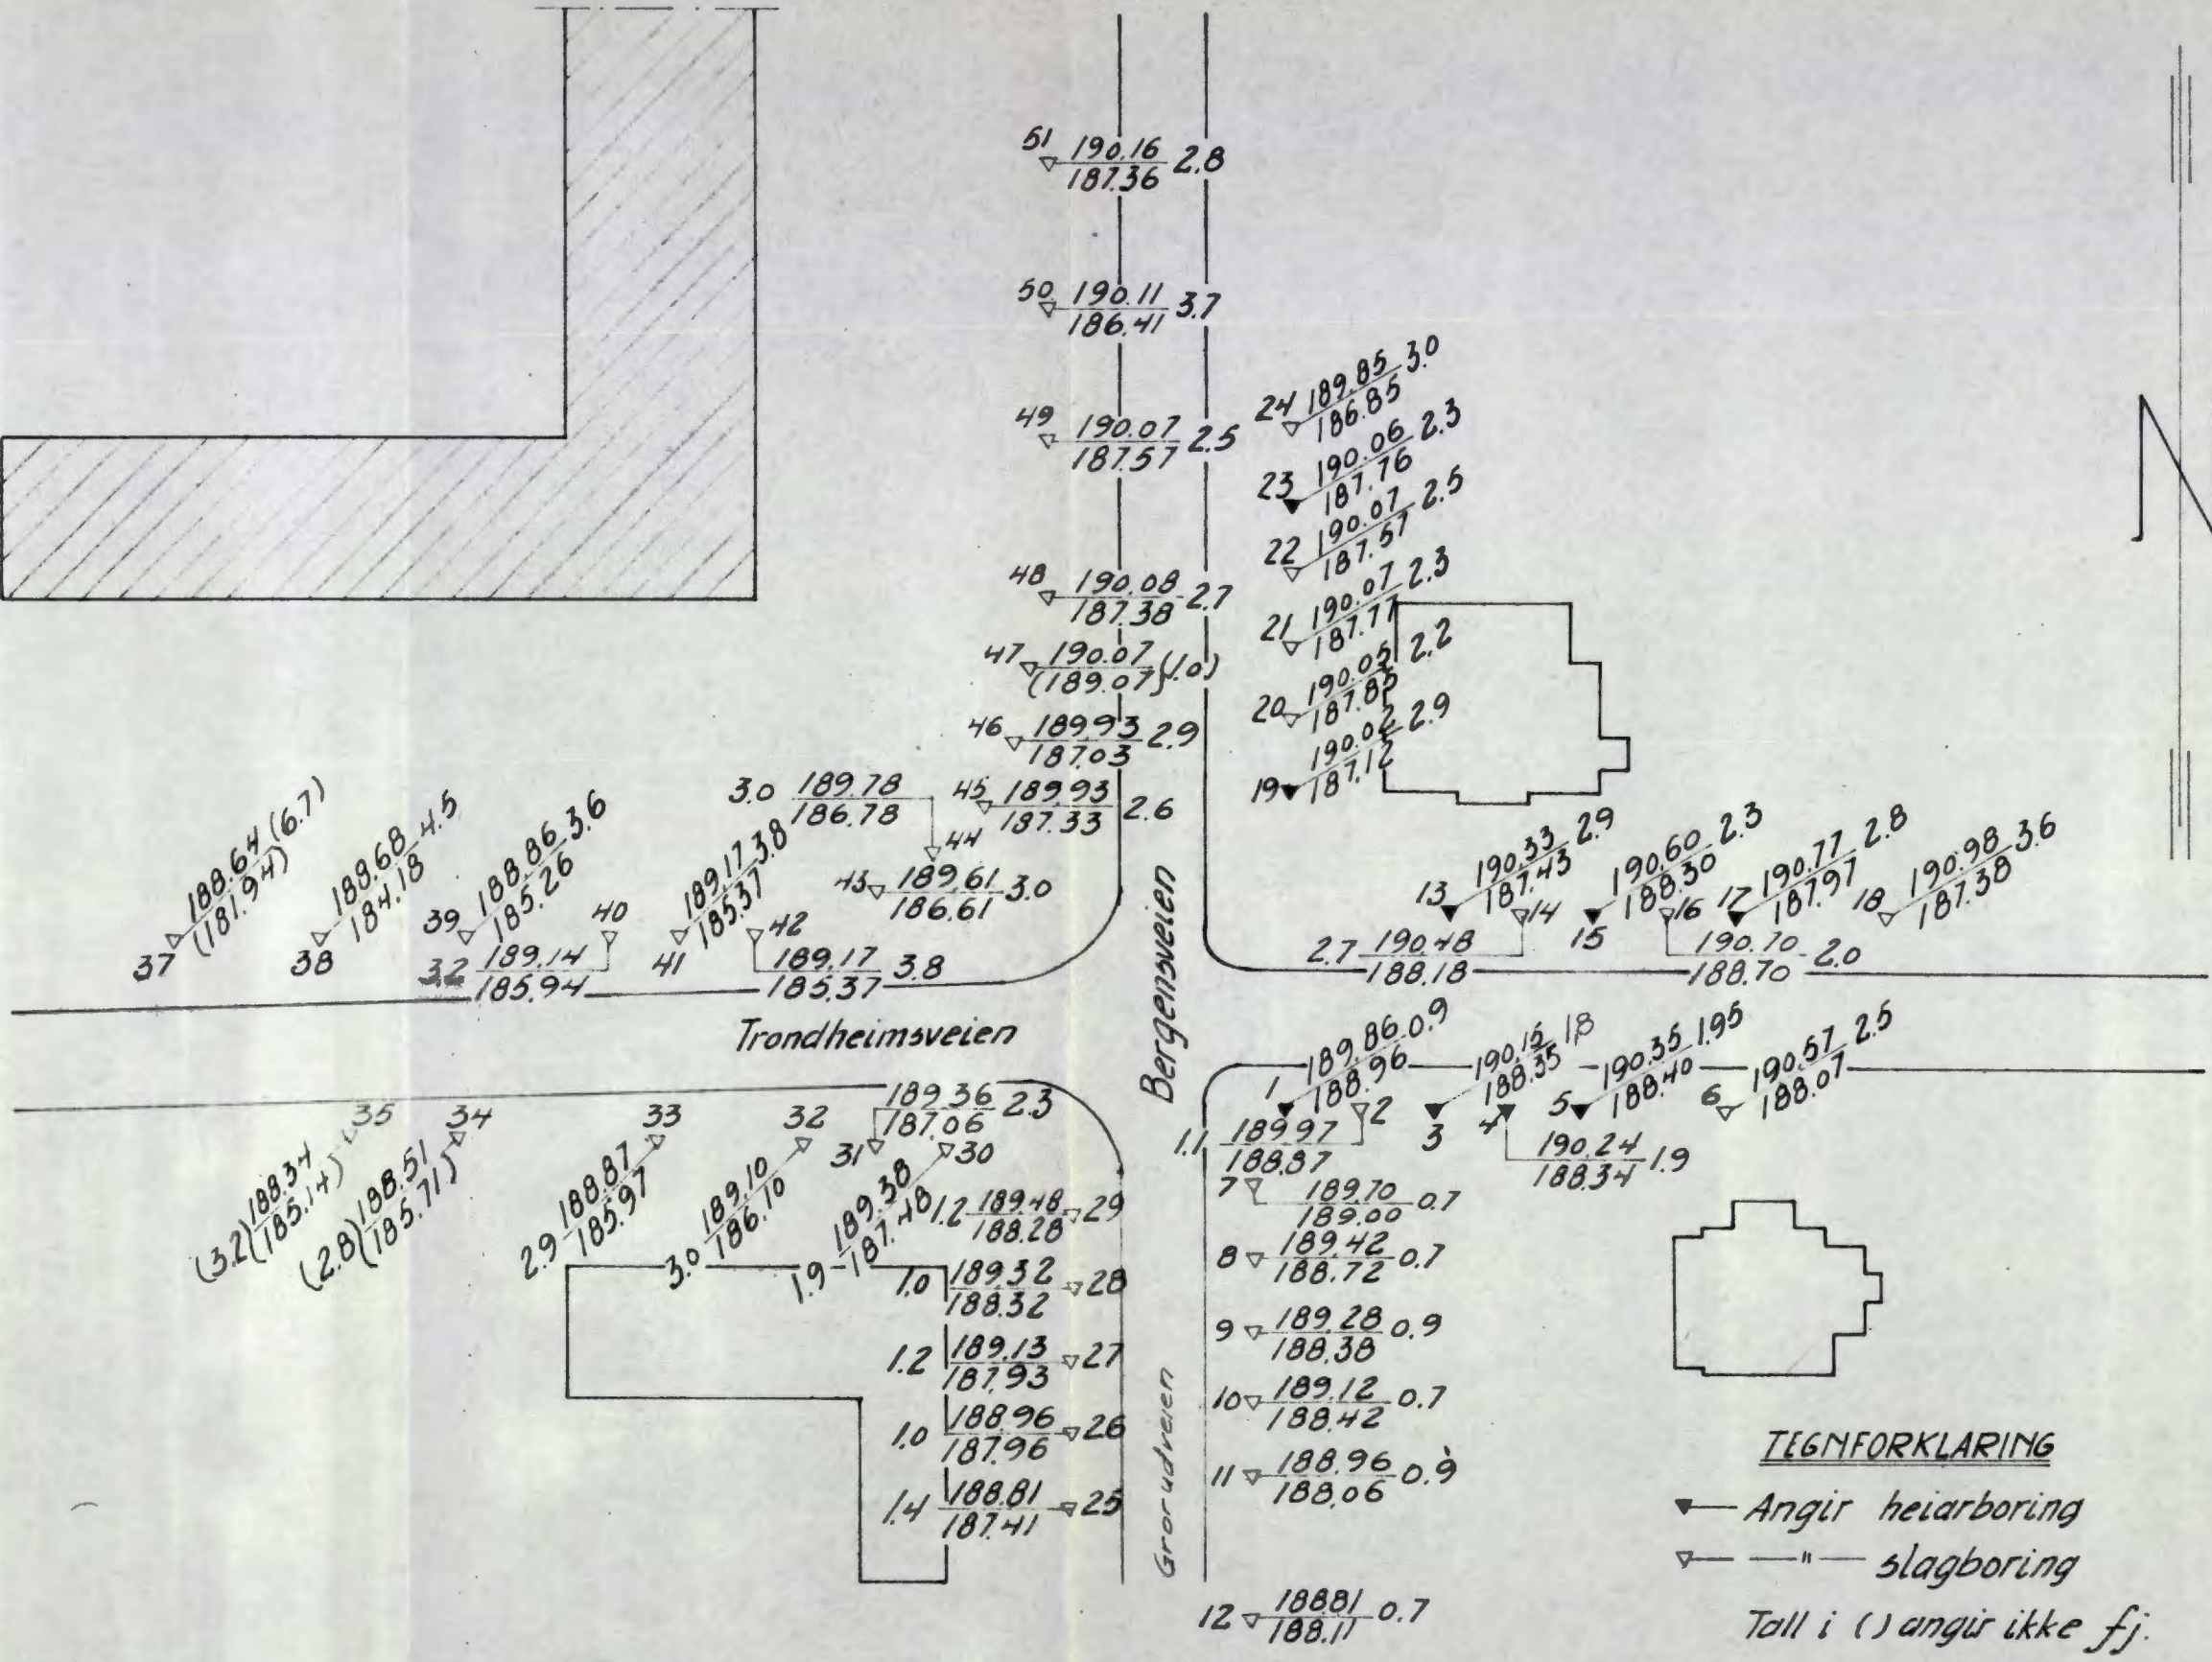 51 190.16 2.8
187.36
50 190.11 3.7
186.41
49 190.07 2.5
187.57
48 190.08 2.7
187.38
47 190.07 (1.0)
(189.07)
46 189.93 2.9
187.03
45 189.93 2.6
187.33
3.0 189.78 44
186.78
43 189.61 3.0
186.61
24 189.85 3.0
186.85
23 190.06 2.3
187.76
22 190.07 2.5
187.57
21 190.07 2.3
187.77
20 190.05 2.2
187.85
19 190.02 2.9
187.12
37 188.64 (6.7)
(181.94)
38 188.68 4.5
184.18
39 188.86 3.6
185.26
3.2 189.14 40
185.94
41 189.17 3.8
185.37
42 189.17 3.8
185.37
13 190.33 2.9
187.43
2.7 190.48 14
188.18
15 190.60 2.3
188.30
16 190.70 2.0
188.70
17 190.77 2.8
187.97
18 190.98 3.6
187.38
Trondheimsveien
Bergensveien
1 189.86 0.9
188.96
1.1 189.97 2
188.87
3 190.15 1,8
188.35
4 190.24 1.9
188.34
5 190.35 1.95
188.40
6 190.57 2.5
188.07
7 189.70 0.7
189.00
8 189.42 0.7
188.72
9 189.28 0.9
188.38
10 189.12 0.7
188.42
11 188.96 0.9
188.06
12 188.81 0.7
188.11
(3.2) 188.34 35
(185.14)
(2.8) 188.51 34
(185.71)
2.9 188.87 33
185.97
3.0 189.10 32
186.10
31 189.36 2.3
187.06
1.9 189.38 30
187.48
1.2 189.48 29
188.28
1.0 189.32 28
188.32
1.2 189.13 27
187.93
1.0 188.96 26
187.96
1.4 188.81 25
187.41
Grorudveien
N
TEGNFORKLARING
Angir heiarboring
— " — slagboring
Tall i () angir ikke fj.